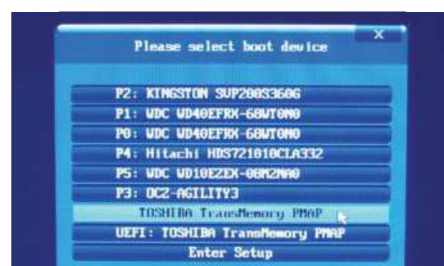 X
Please select boot device
P2: KINGSTON SVP200S360G
P1: WDC WD40EFRX-68WT0N0
P0: WDC WD40EFRX-68WT0N0
P4: Hitachi HDS721010CLA332
P5: WDC WD10EZEX-08M2NA0
P3: OCZ-AGILITY3
TOSHIBA TransMemory PMAP
UEFI: TOSHIBA TransMemory PMAP
Enter Setup